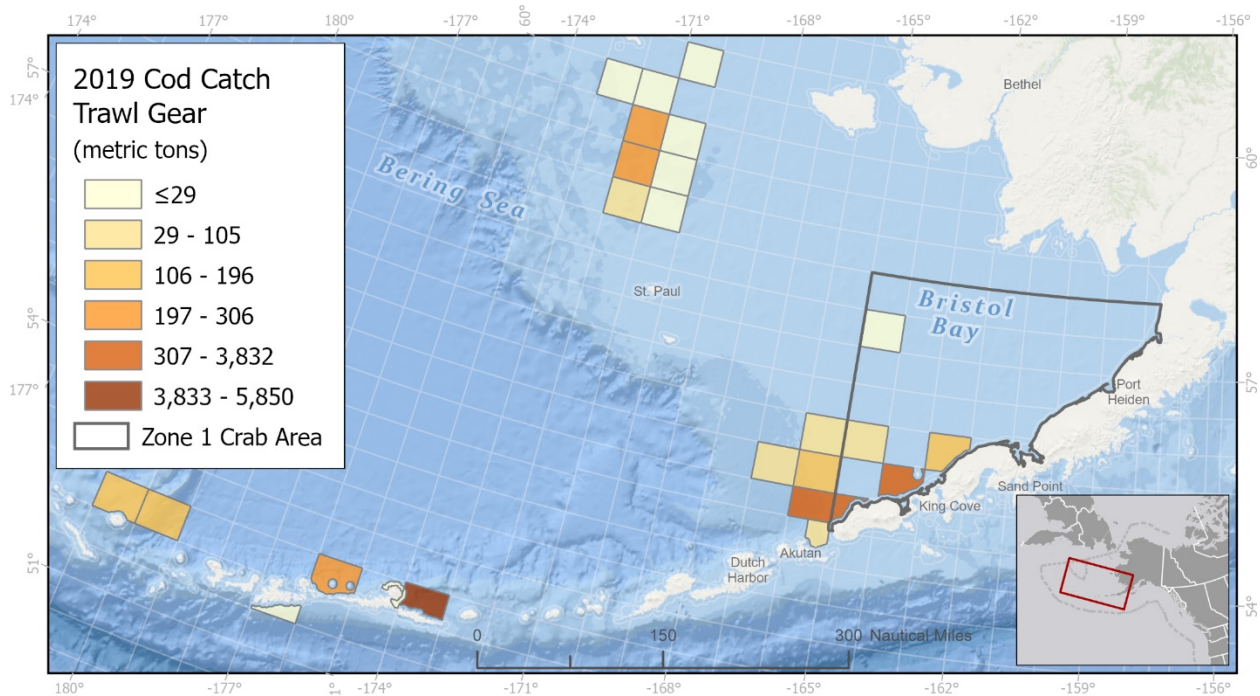 174° 177° 180° -177° 60° -174° -171° -168° -165° -162° -159° -156°
57°
174°
54°
177°
51°
2019 Cod Catch
Trawl Gear
(metric tons)
≤29
29 - 105
106 - 196
197 - 306
307 - 3,832
3,833 - 5,850
Zone 1 Crab Area
Bering Sea
Bethel
60°
St. Paul
Bristol
Bay
57°
Port
Heiden
Sand Point
King Cove
Akutan
Dutch
Harbor
54°
0 150 300 Nautical Miles
180° -177° -174° -171° -168° -165° -162° -159° -156°